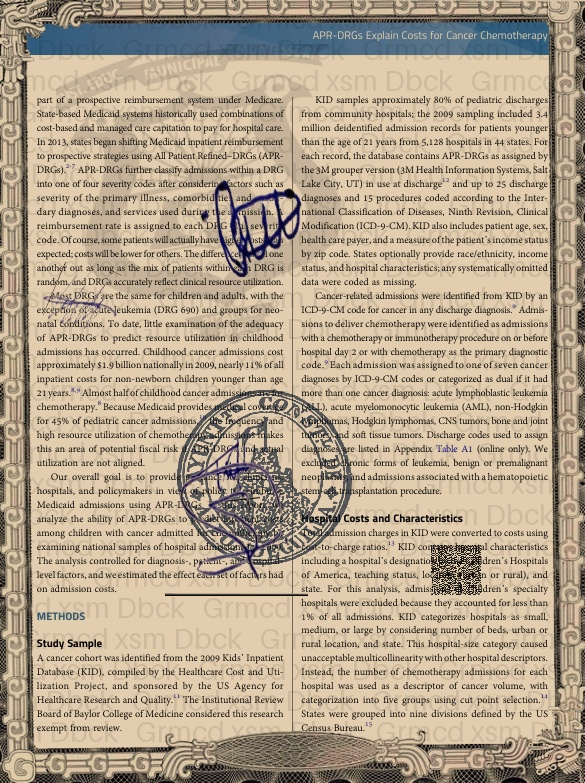 APR-DRGs Explain Costs for Cancer Chemotherapy
part of a prospective reimbursement system under Medicare.
State-based Medicaid systems historically used combinations of
cost-based and managed care capitation to pay for hospital care.
In 2013, states began shifting Medicaid inpatient reimbursement
to prospective strategies using All Patient Refined–DRGs (APR-
DRGs).2-7 APR-DRGs further classify admissions within a DRG
into one of four severity codes after considering factors such as
severity of the primary illness, comorbid and
dary diagnoses, and services used during the
reimbursement rate is assigned to each DRG
code. Of course, some patients will actually have costs
expected; costs will be lower for others. The one
another out as long as the mix of patients within DRG is
random, and DRGs accurately reflect clinical resource utilization.
Most DRGs are the same for children and adults, with the
exception of acute leukemia (DRG 690) and groups for neo-
natal conditions. To date, little examination of the adequacy
of APR-DRGs to predict resource utilization in childhood
admissions has occurred. Childhood cancer admissions cost
approximately $1.9 billion nationally in 2009, nearly 11% of all
inpatient costs for non-newborn children younger than age
21 years.8,9 Almost half of childhood cancer admissions are for
chemotherapy.8 Because Medicaid provides medical coverage
for 45% of pediatric cancer admissions, the frequency and
high resource utilization of chemotherapy admissions makes
this an area of potential fiscal risk if APR-DRGs and actual
utilization are not aligned.
Our overall goal is to provide
hospitals, and policymakers in view of policy
Medicaid admissions using APR-DRGs.
analyze the ability of APR-DRGs to
among children with cancer admitted for
examining national samples of hospital admissions
The analysis controlled for diagnosis-, patient-, and hospital-
level factors, and we estimated the effect each set of factors had
on admission costs.
METHODS
Study Sample
A cancer cohort was identified from the 2009 Kids' Inpatient
Database (KID), compiled by the Healthcare Cost and Uti-
lization Project, and sponsored by the US Agency for
Healthcare Research and Quality.11 The Institutional Review
Board of Baylor College of Medicine considered this research
exempt from review.
KID samples approximately 80% of pediatric discharges
from community hospitals; the 2009 sampling included 3.4
million deidentified admission records for patients younger
than the age of 21 years from 5,128 hospitals in 44 states. For
each record, the database contains APR-DRGs as assigned by
the 3M grouper version (3M Health Information Systems, Salt
Lake City, UT) in use at discharge12 and up to 25 discharge
diagnoses and 15 procedures coded according to the Inter-
national Classification of Diseases, Ninth Revision, Clinical
Modification (ICD-9-CM). KID also includes patient age, sex,
health care payer, and a measure of the patient's income status
by zip code. States optionally provide race/ethnicity, income
status, and hospital characteristics; any systematically omitted
data were coded as missing.
Cancer-related admissions were identified from KID by an
ICD-9-CM code for cancer in any discharge diagnosis.9 Admis-
sions to deliver chemotherapy were identified as admissions
with a chemotherapy or immunotherapy procedure on or before
hospital day 2 or with chemotherapy as the primary diagnostic
code.9 Each admission was assigned to one of seven cancer
diagnoses by ICD-9-CM codes or categorized as dual if it had
more than one cancer diagnosis: acute lymphoblastic leukemia
(ALL), acute myelomonocytic leukemia (AML), non-Hodgkin
lymphomas, Hodgkin lymphomas, CNS tumors, bone and joint
tumors, and soft tissue tumors. Discharge codes used to assign
diagnoses are listed in Appendix Table A1 (online only). We
excluded chronic forms of leukemia, benign or premalignant
neoplasms, and admissions associated with a hematopoietic
stem-cell transplantation procedure.
Hospital Costs and Characteristics
Total admission charges in KID were converted to costs using
cost-to-charge ratios.13 KID contains hospital characteristics
including a hospital's designation children's Hospitals
of America, teaching status, location (urban or rural), and
state. For this analysis, admissions children's specialty
hospitals were excluded because they accounted for less than
1% of all admissions. KID categorizes hospitals as small,
medium, or large by considering number of beds, urban or
rural location, and state. This hospital-size category caused
unacceptable multicollinearity with other hospital descriptors.
Instead, the number of chemotherapy admissions for each
hospital was used as a descriptor of cancer volume, with
categorization into five groups using cut point selection.14
States were grouped into nine divisions defined by the US
Census Bureau.15